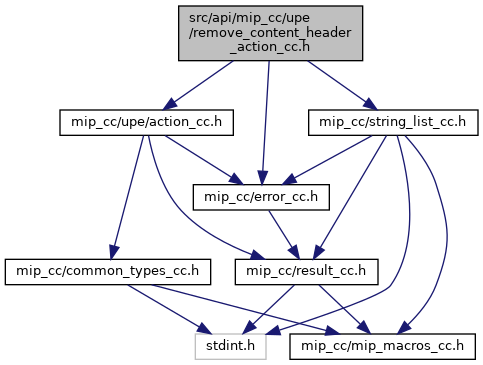 src/api/mip_cc/upe
/remove_content_header
_action_cc.h
mip_cc/upe/action_cc.h
mip_cc/string_list_cc.h
mip_cc/error_cc.h
mip_cc/common_types_cc.h
mip_cc/result_cc.h
stdint.h
mip_cc/mip_macros_cc.h